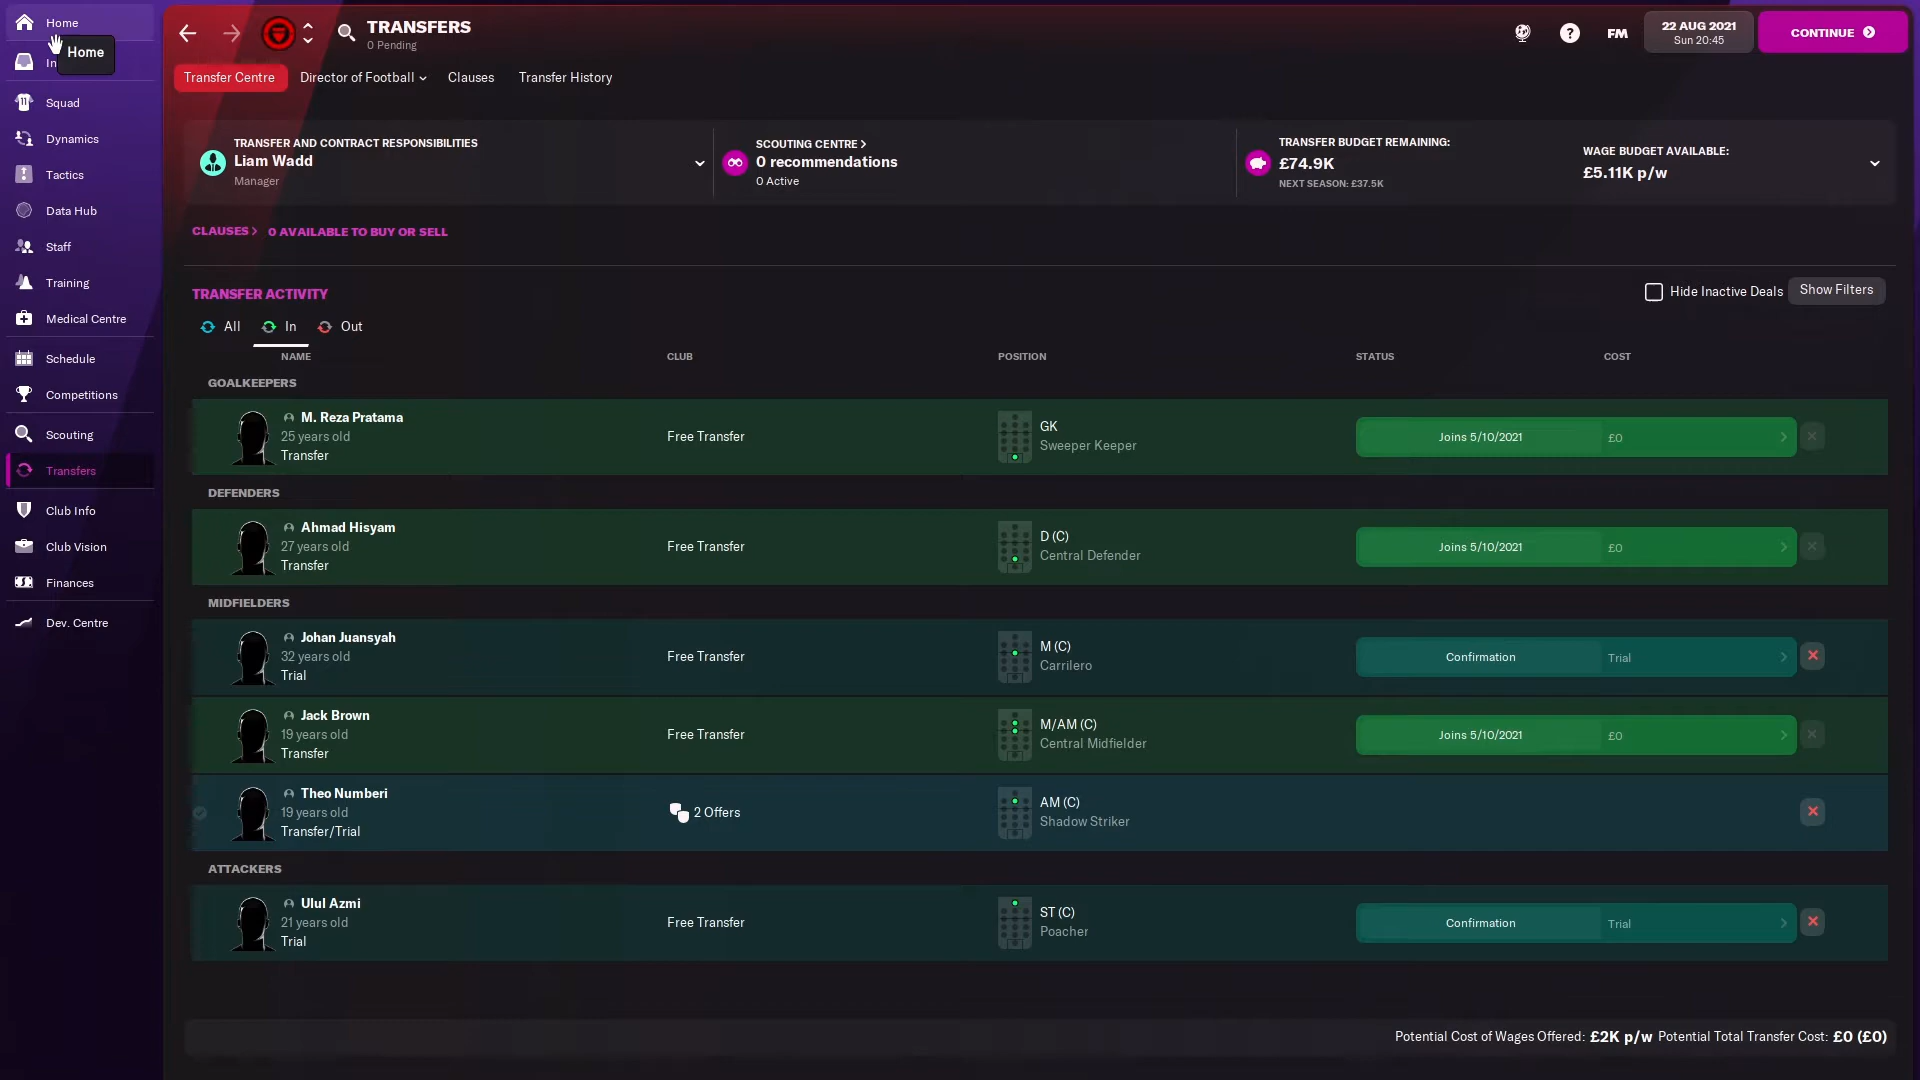 Home
Home
In
Squad
Dynamics
Tactics
Data Hub
Staff
Training
Medical Centre
Schedule
Competitions
Scouting
Transfers
Club Info
Club Vision
Finances
Dev. Centre
TRANSFERS
0 Pending
FM
22 AUG 2021
Sun 20:45
CONTINUE
Transfer Centre
Director of Football
Clauses
Transfer History
TRANSFER AND CONTRACT RESPONSIBILITIES
Liam Wadd
Manager
SCOUTING CENTRE >
0 recommendations
0 Active
TRANSFER BUDGET REMAINING:
£74.9K
NEXT SEASON: £37.5K
WAGE BUDGET AVAILABLE:
£5.11K p/w
CLAUSES > 0 AVAILABLE TO BUY OR SELL
TRANSFER ACTIVITY
Hide Inactive Deals
Show Filters
All In Out
NAME CLUB POSITION STATUS COST
GOALKEEPERS
M. Reza Pratama
25 years old
Transfer
Free Transfer
GK
Sweeper Keeper
Joins 5/10/2021 £0
DEFENDERS
Ahmad Hisyam
27 years old
Transfer
Free Transfer
D (C)
Central Defender
Joins 5/10/2021 £0
MIDFIELDERS
Johan Juansyah
32 years old
Trial
Free Transfer
M (C)
Carrilero
Confirmation Trial
Jack Brown
19 years old
Transfer
Free Transfer
M/AM (C)
Central Midfielder
Joins 5/10/2021 £0
Theo Numberi
19 years old
Transfer/Trial
2 Offers
AM (C)
Shadow Striker
ATTACKERS
Ulul Azmi
21 years old
Trial
Free Transfer
ST (C)
Poacher
Confirmation Trial
Potential Cost of Wages Offered: £2K p/w Potential Total Transfer Cost: £0 (£0)